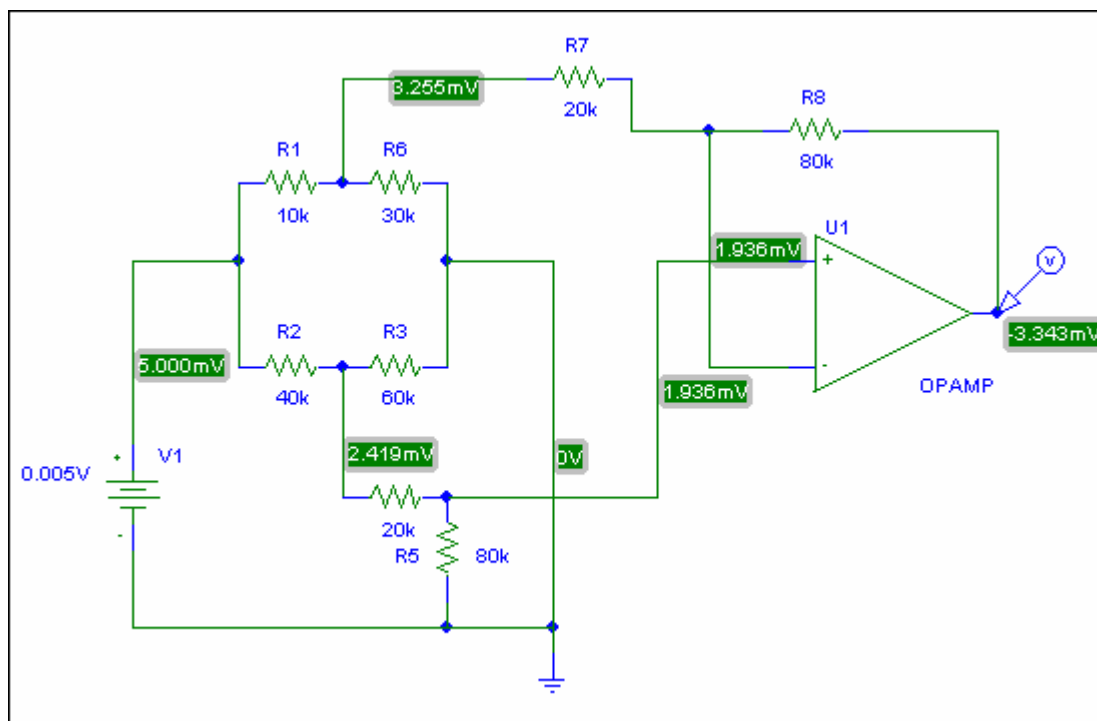 R7
3.255mV
20k
R8
80k
R1
R6
10k
30k
U1
1.936mV
+
R2
R3
5.000mV
-3.343mV
40k
60k
-
1.936mV
OPAMP
2.419mV
0V
+
V1
0.005V
20k
-
R5
80k
V